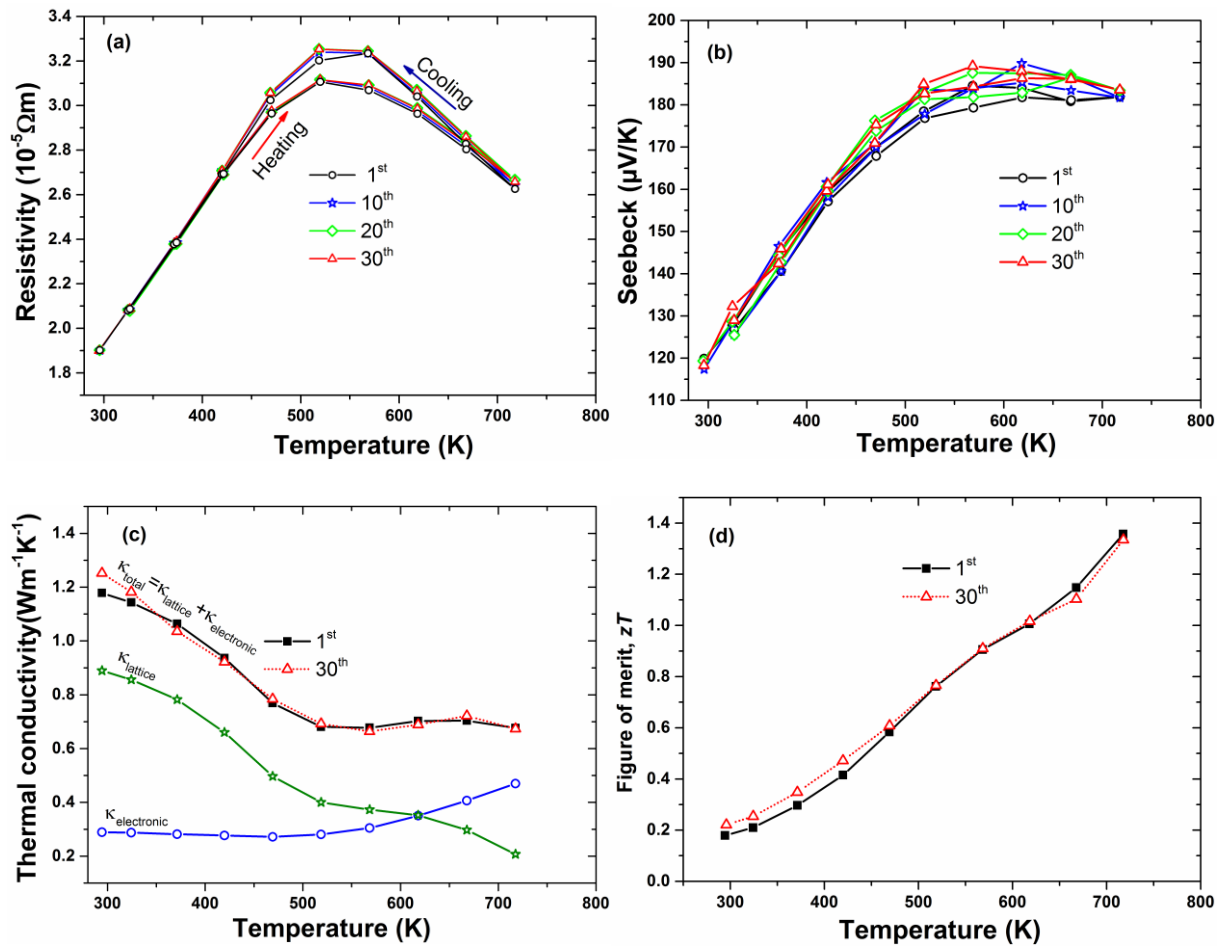 (a)
Resistivity (10⁻⁵Ωm)
3.4
3.2
3.0
2.8
2.6
2.4
2.2
2.0
1.8
Cooling
Heating
1ˢᵗ
10ᵗʰ
20ᵗʰ
30ᵗʰ
300 400 500 600 700 800
Temperature (K)
(b)
Seebeck (µV/K)
200
190
180
170
160
150
140
130
120
110
1ˢᵗ
10ᵗʰ
20ᵗʰ
30ᵗʰ
300 400 500 600 700 800
Temperature (K)
(c)
Thermal conductivity(Wm⁻¹K⁻¹)
1.4
1.2
1.0
0.8
0.6
0.4
0.2
κtotal=κlattice+κelectronic
1ˢᵗ
30ᵗʰ
κlattice
κelectronic
300 400 500 600 700 800
Temperature (K)
(d)
Figure of merit, zT
1.4
1.2
1.0
0.8
0.6
0.4
0.2
0.0
1ˢᵗ
30ᵗʰ
300 400 500 600 700 800
Temperature (K)